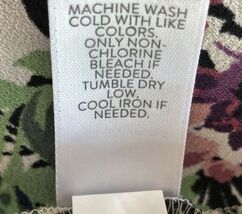 MACHINE WASH
COLD WITH LIKE
COLORS.
ONLY NON-
CHLORINE
BLEACH IF
NEEDED.
TUMBLE DRY
LOW.
COOL IRON IF
NEEDED.